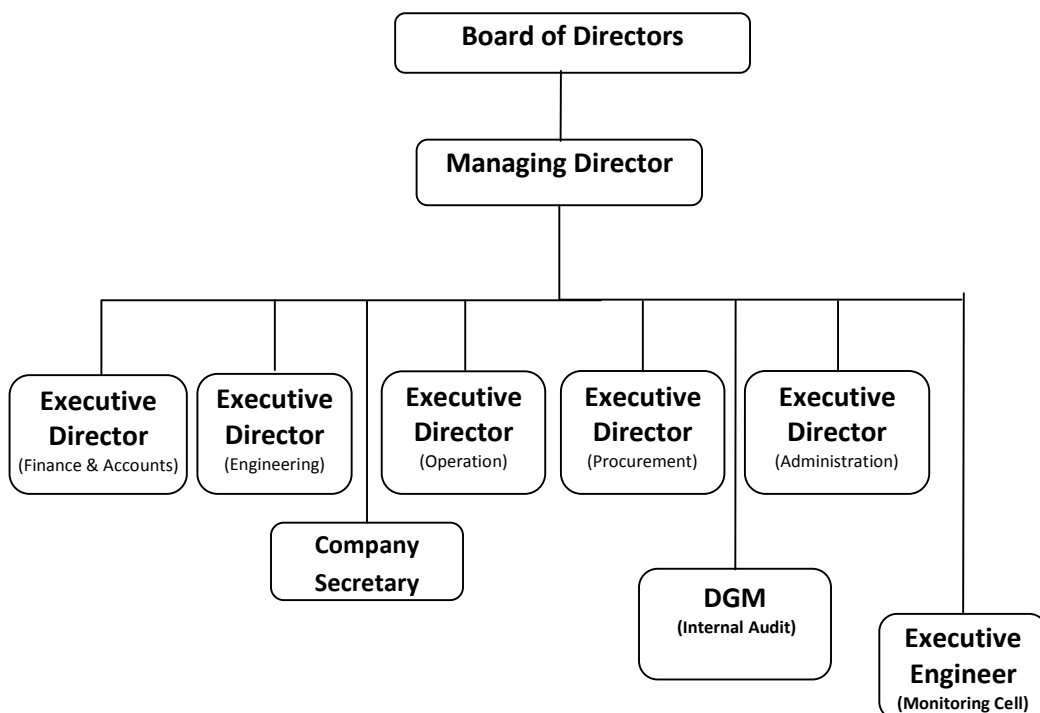 Board of Directors
Managing Director
Executive
Director
(Finance & Accounts)
Executive
Director
(Engineering)
Executive
Director
(Operation)
Executive
Director
(Procurement)
Executive
Director
(Administration)
Company
Secretary
DGM
(Internal Audit)
Executive
Engineer
(Monitoring Cell)